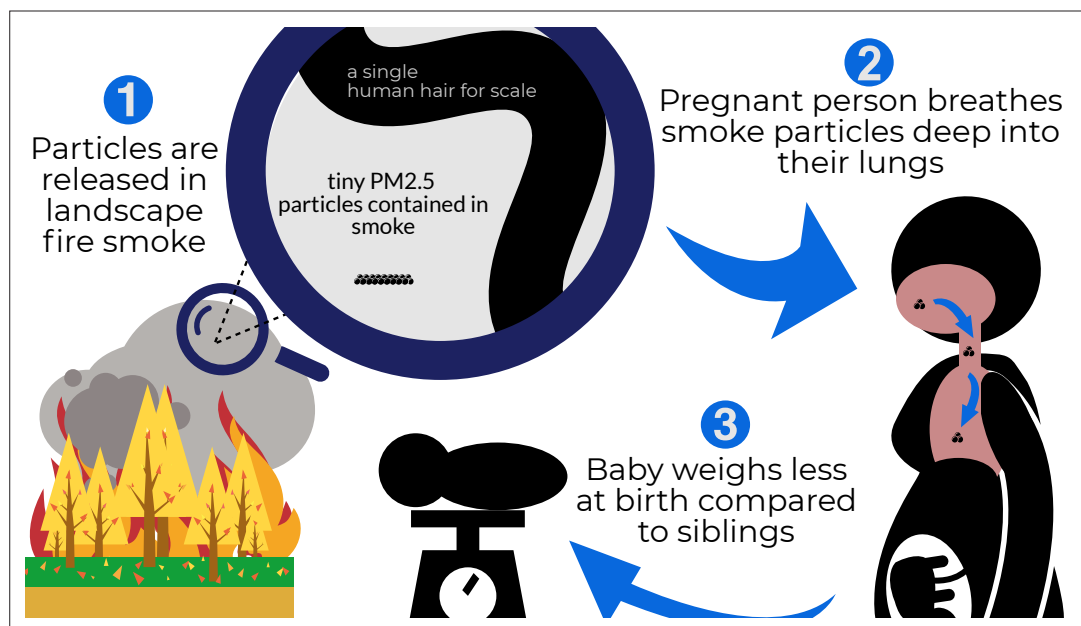 1
Particles are
released in
landscape
fire smoke
a single
human hair for scale
tiny PM2.5
particles contained in
smoke
2
Pregnant person breathes
smoke particles deep into
their lungs
3
Baby weighs less
at birth compared
to siblings